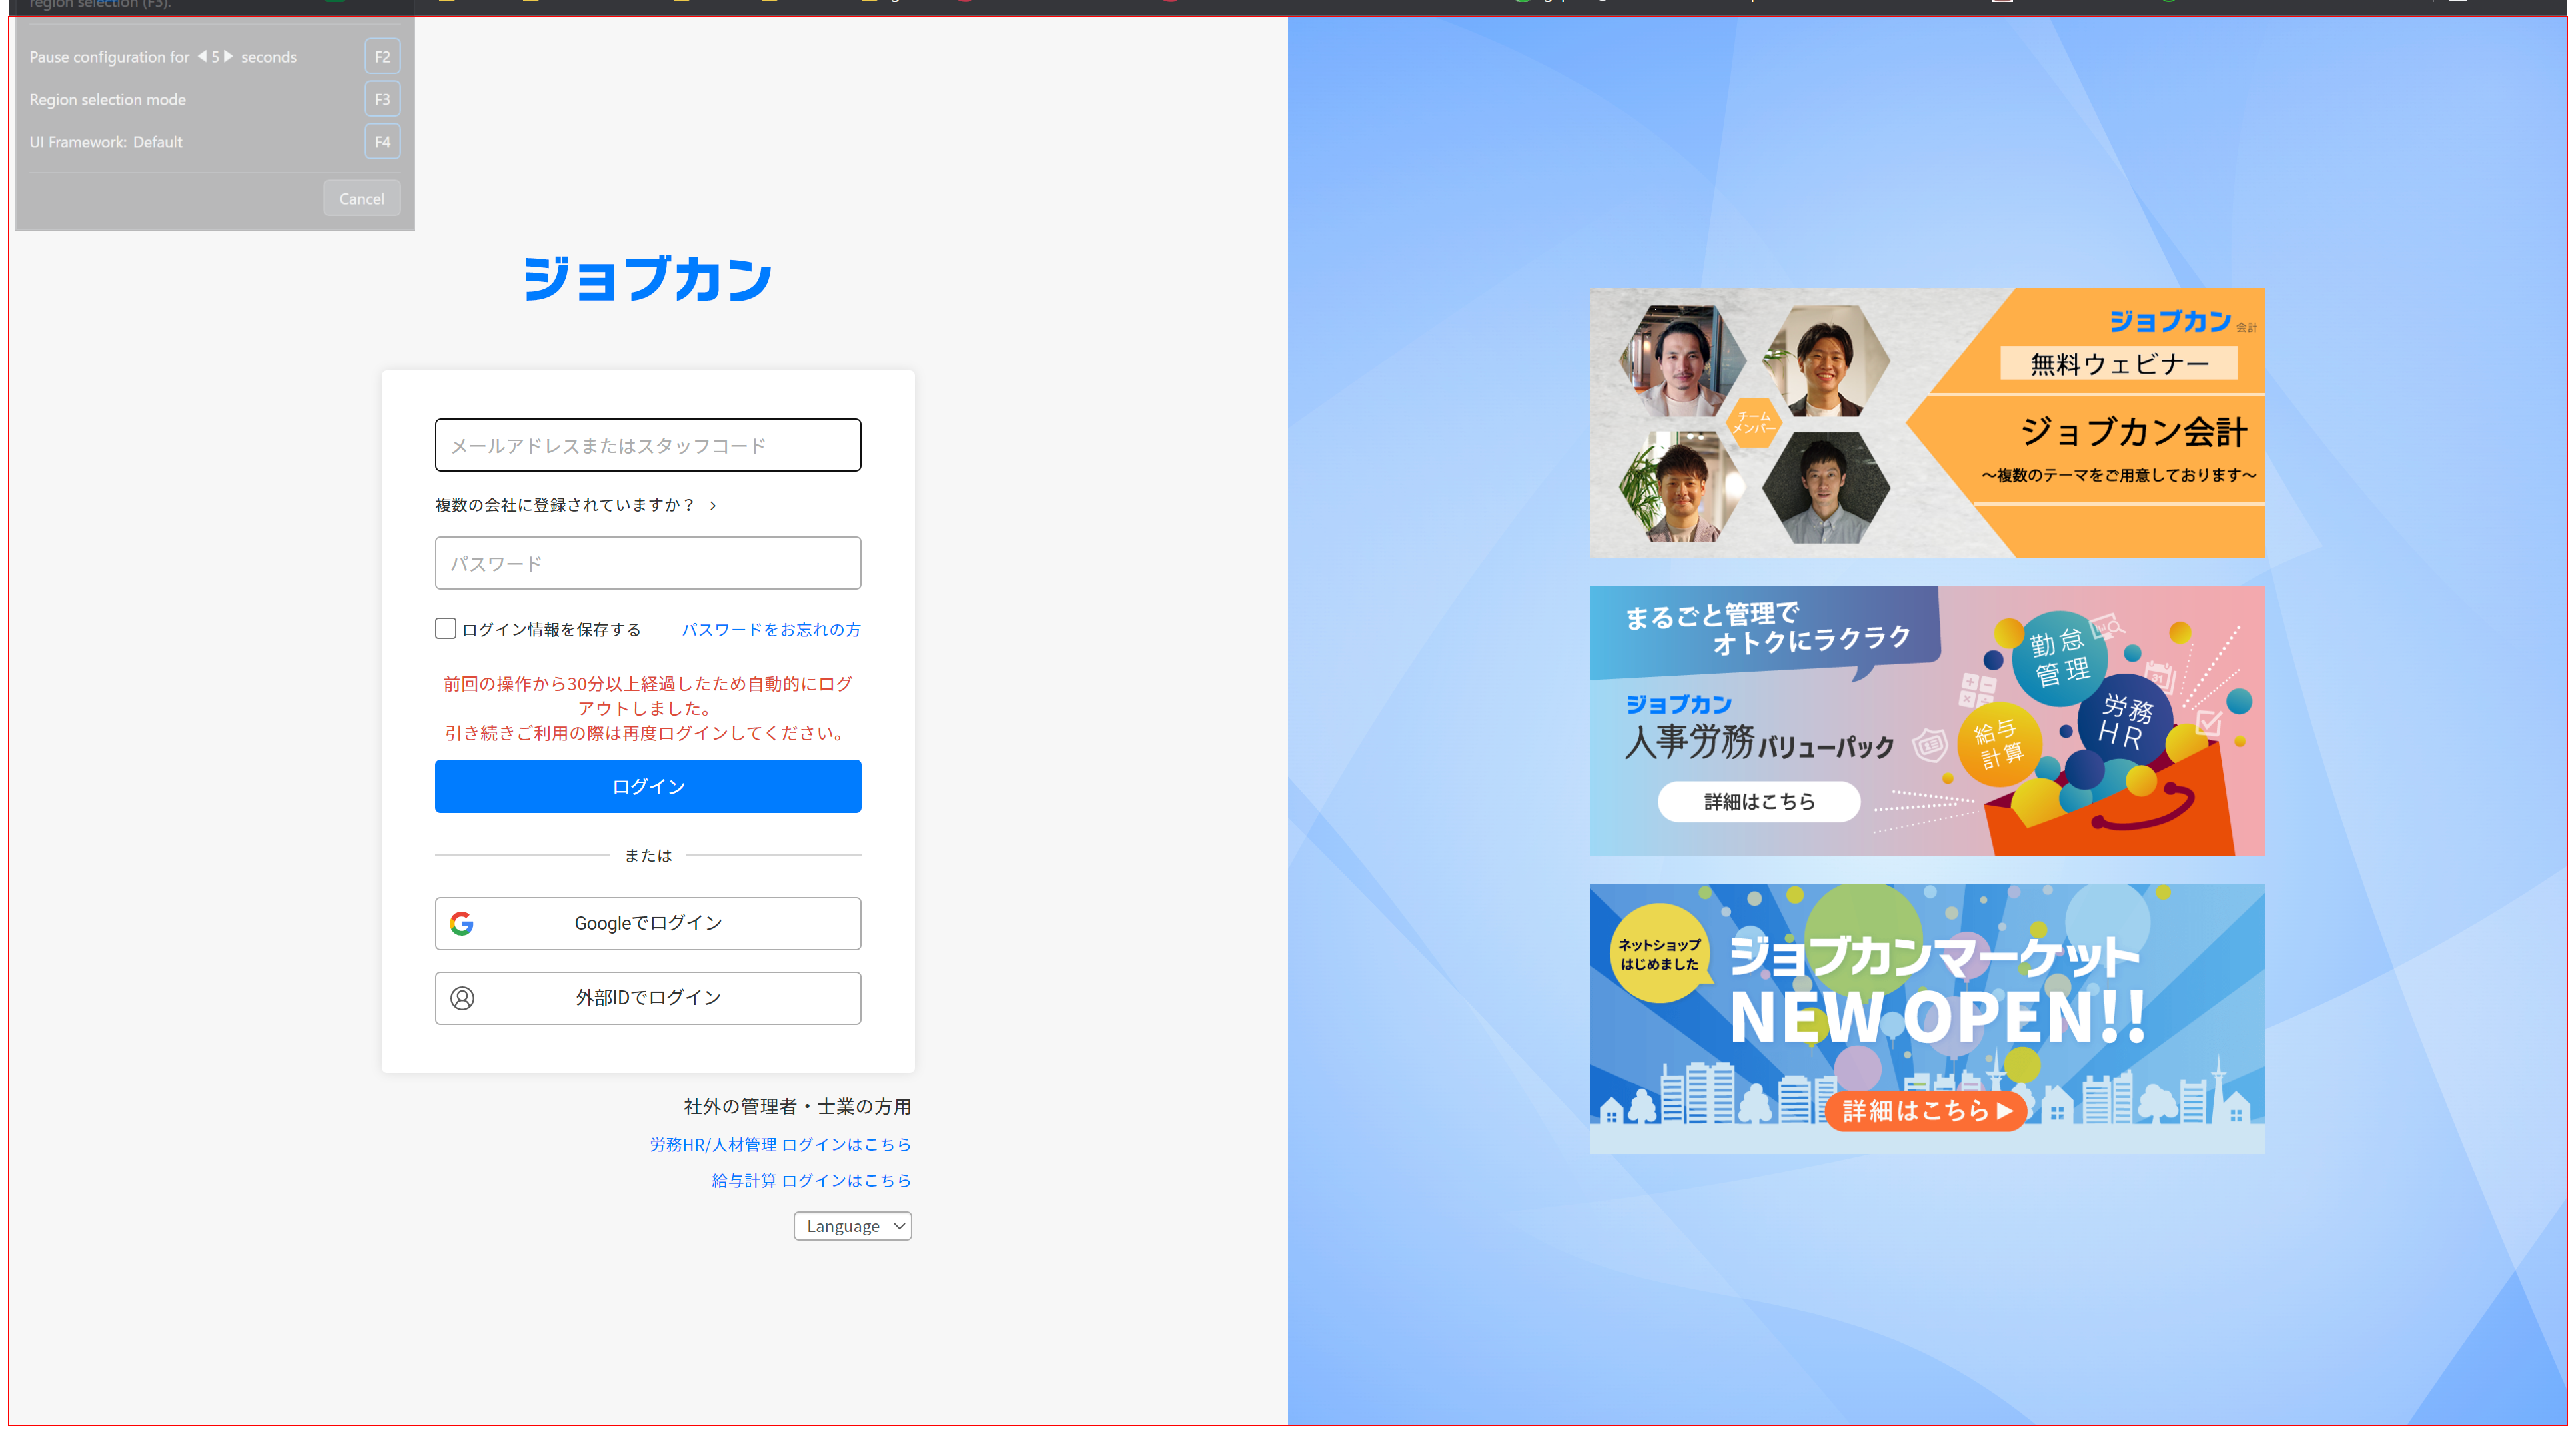 region selection (F3).
Pause configuration for 5 seconds F2
Region selection mode F3
UI Framework: Default F4
Cancel
ジョブカン
メールアドレスまたはスタッフコード
複数の会社に登録されていますか？
パスワード
ログイン情報を保存する パスワードをお忘れの方
前回の操作から30分以上経過したため自動的にログ
アウトしました。
引き続きご利用の際は再度ログインしてください。
ログイン
または
Googleでログイン
外部IDでログイン
社外の管理者・士業の方用
労務HR/人材管理 ログインはこちら
給与計算 ログインはこちら
Language
ジョブカン 会計
無料ウェビナー
チーム
メンバー
ジョブカン会計
〜複数のテーマをご用意しております〜
まるごと管理で
オトクにラクラク
ジョブカン
人事労務バリューパック
詳細はこちら
勤怠
管理
労務
HR
給与
計算
31
ネットショップ
はじめました
ジョブカンマーケット
NEW OPEN!!
詳細はこちら▶